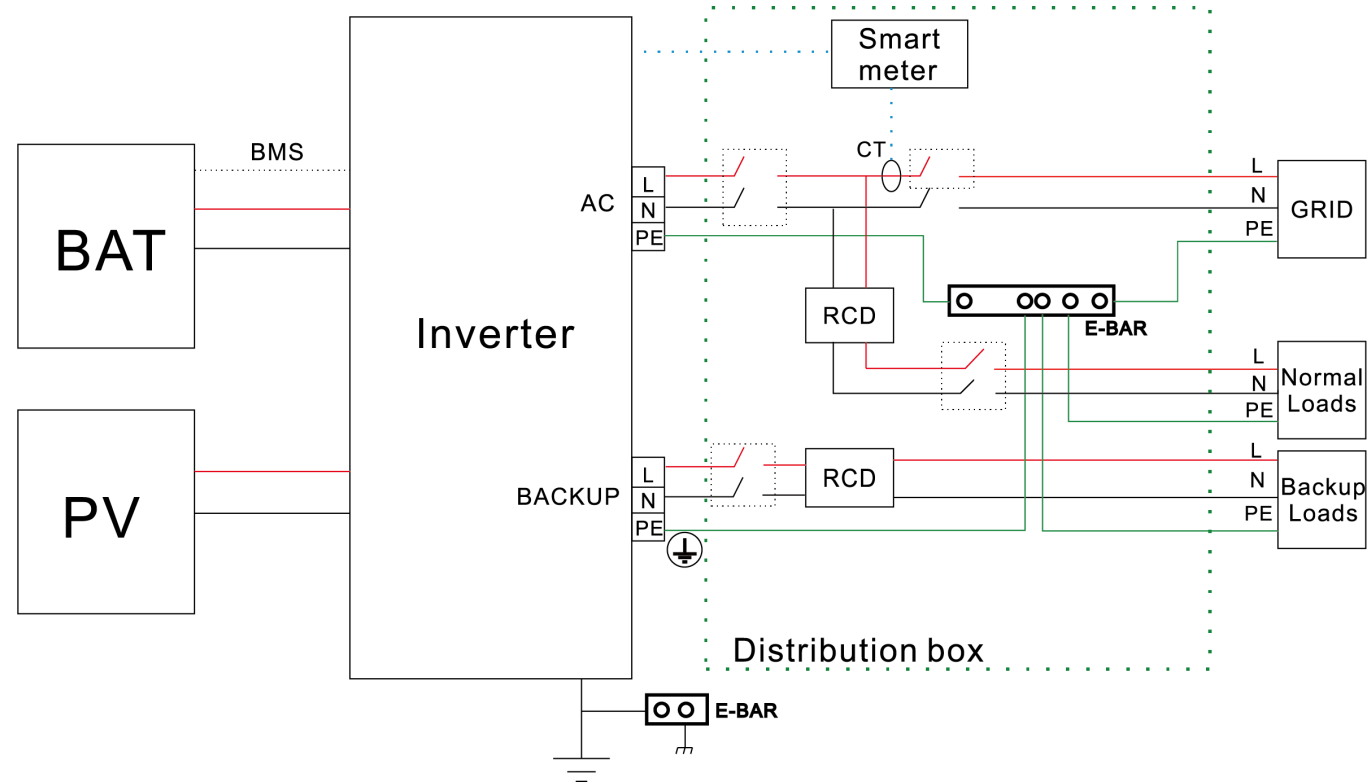 Smart
meter
BMS
CT
BAT
AC
L
N
PE
L
N
PE
GRID
RCD
E-BAR
Inverter
L
N
PE
Normal
Loads
PV
BACKUP
L
N
PE
RCD
L
N
PE
Backup
Loads
Distribution box
E-BAR